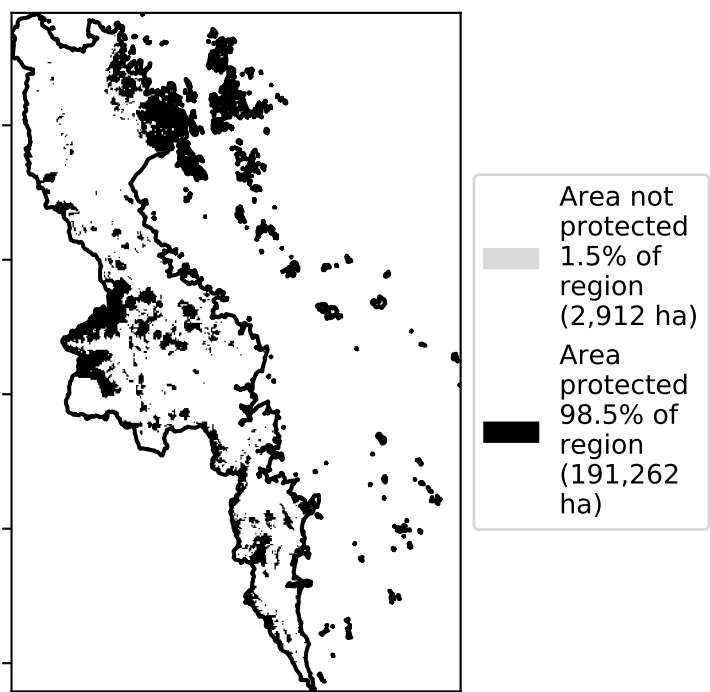 Area not
protected
1.5% of
region
(2,912 ha)
Area
protected
98.5% of
region
(191,262
ha)